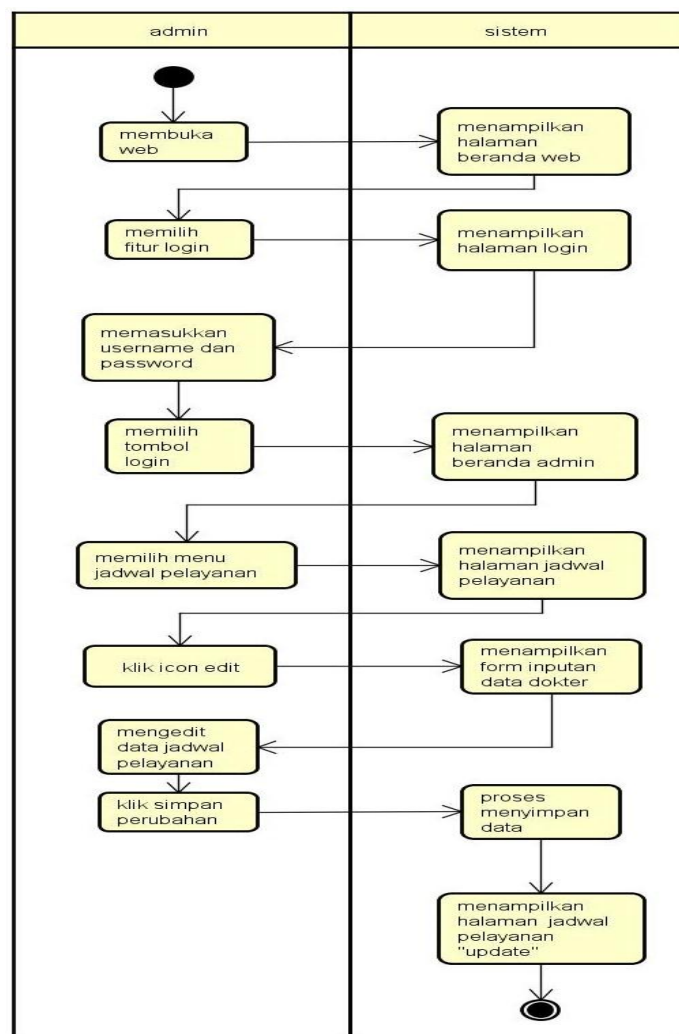 admin
sistem
membuka
web
menampilkan
halaman
beranda web
memilih
fitur login
menampilkan
halaman login
memasukkan
username dan
password
memilih
tombol
login
menampilkan
halaman
beranda admin
memilih menu
jadwal pelayanan
menampilkan
halaman jadwal
pelayanan
klik icon edit
menampilkan
form inputan
data dokter
mengedit
data jadwal
pelayanan
klik simpan
perubahan
proses
menyimpan
data
menampilkan
halaman jadwal
pelayanan
"update"